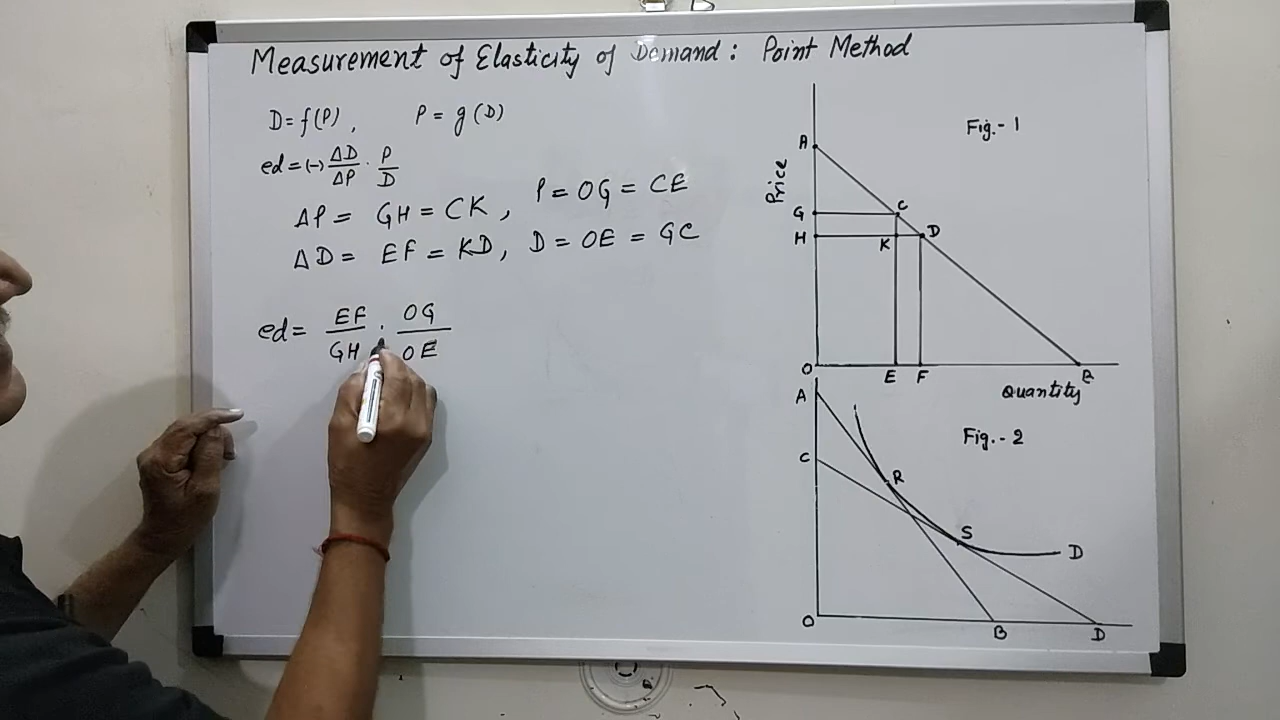 Measurement of Elasticity of Demand : Point Method
D = f(P) , P = g(D)
ed = (-) ΔD/ΔP · P/D
ΔP = GH = CK , P = OG = CE
ΔD = EF = KD , D = OE = GC
ed = EF/GH · OG/OE
Fig.- 1
Price
A
G
H
C
K
D
O
E
F
B
Quantity
Fig.- 2
A
C
R
S
D
O
B
D